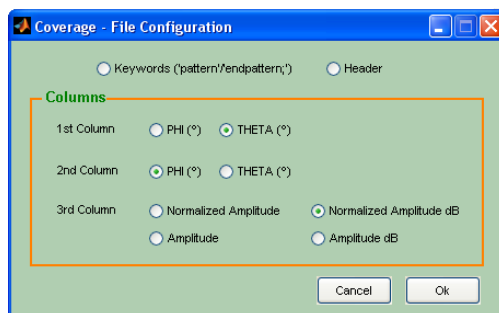 Coverage - File Configuration
Keywords ('pattern'/'endpattern;') Header
Columns
1st Column PHI (º) THETA (º)
2nd Column PHI (º) THETA (º)
3rd Column Normalized Amplitude Normalized Amplitude dB
Amplitude Amplitude dB
Cancel Ok